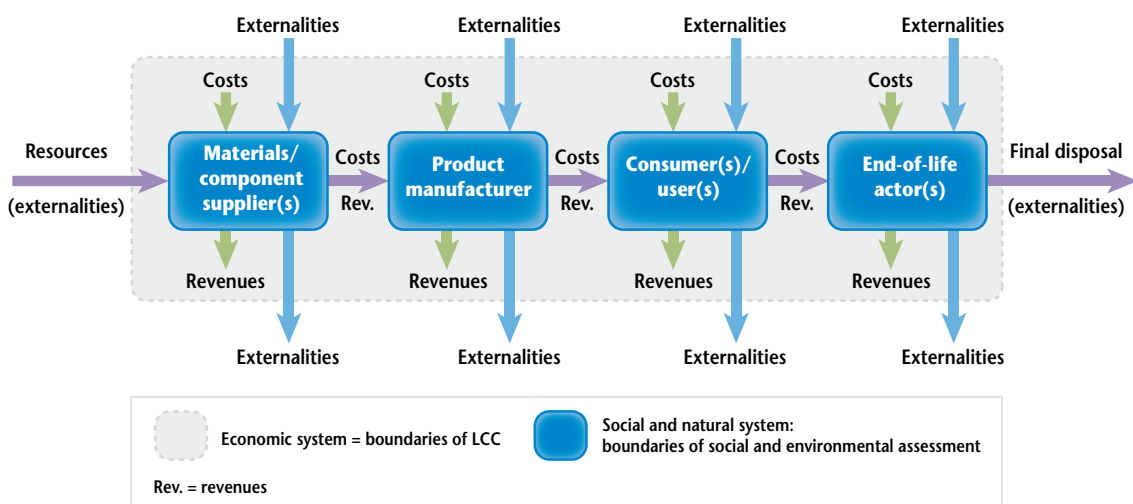 Externalities
Externalities
Externalities
Externalities
Costs
Costs
Costs
Costs
Resources
(externalities)
Materials/
component
supplier(s)
Costs
Rev.
Product
manufacturer
Costs
Rev.
Consumer(s)/
user(s)
Costs
Rev.
End-of-life
actor(s)
Final disposal
(externalities)
Revenues
Revenues
Revenues
Revenues
Externalities
Externalities
Externalities
Externalities
Economic system = boundaries of LCC
Social and natural system:
boundaries of social and environmental assessment
Rev. = revenues